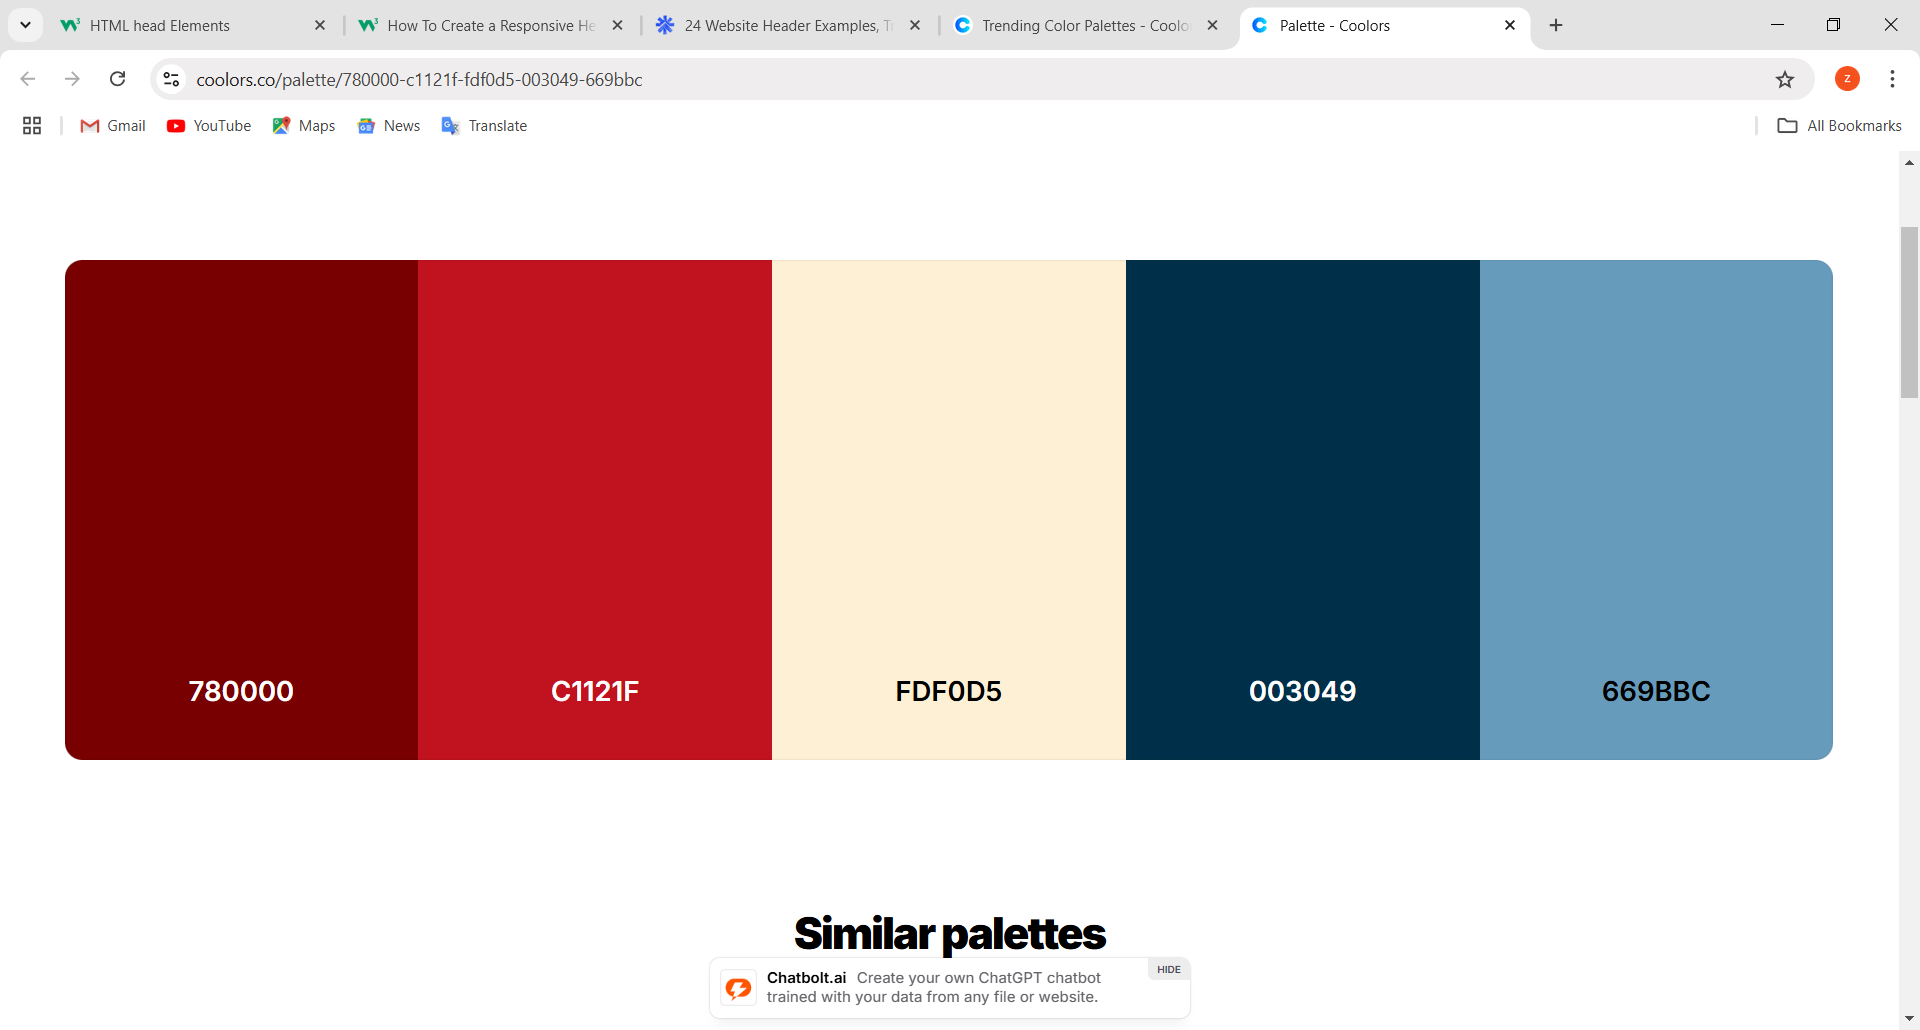 HTML head Elements
How To Create a Responsive He
24 Website Header Examples, T
Trending Color Palettes - Coolo
Palette - Coolors
coolors.co/palette/780000-c1121f-fdf0d5-003049-669bbc
Z
Gmail
YouTube
Maps
News
Translate
All Bookmarks
780000
C1121F
FDF0D5
003049
669BBC
Similar palettes
Chatbolt.ai Create your own ChatGPT chatbot
trained with your data from any file or website.
HIDE